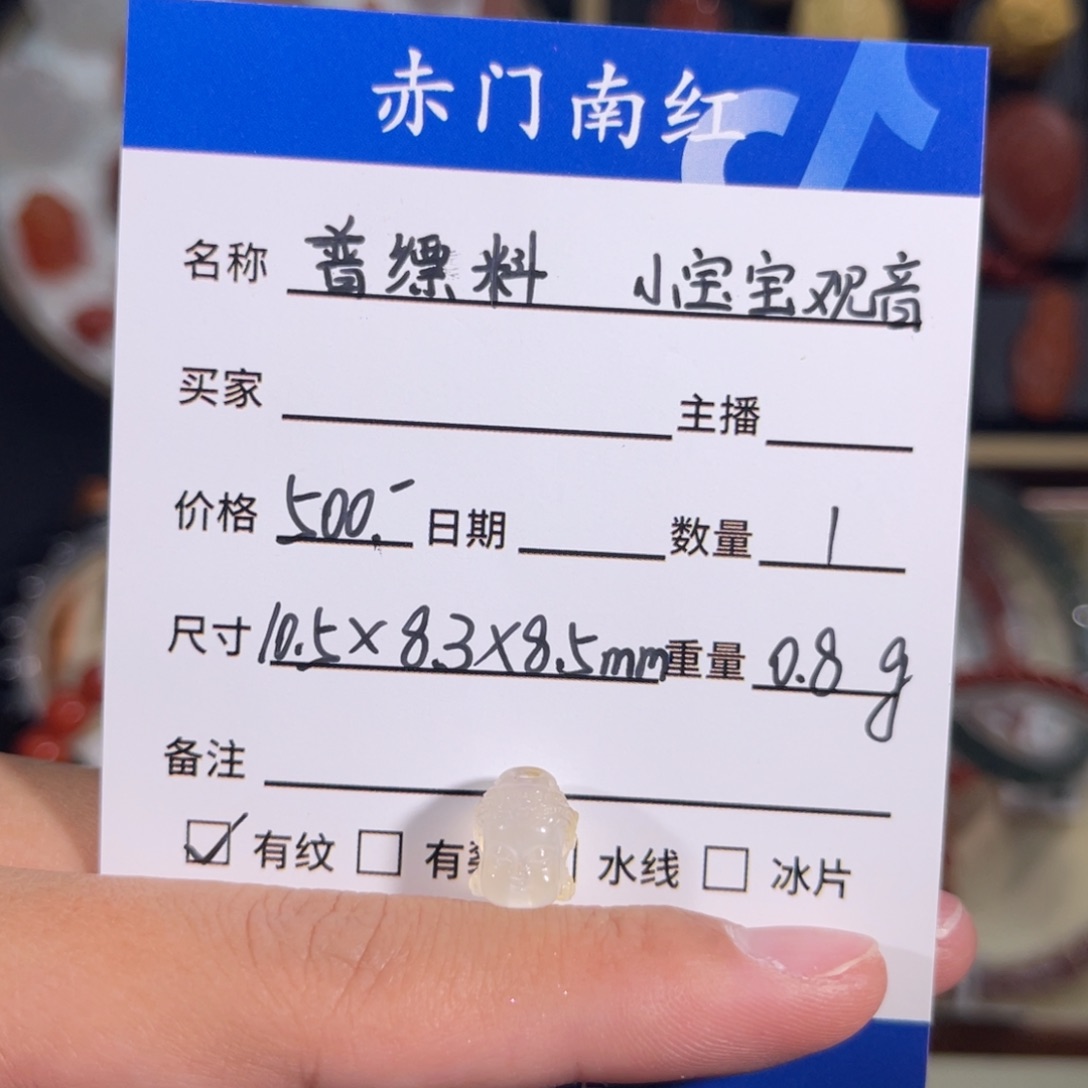 赤门南红
名称 普缥料 小宝宝观音
买家 主播
价格 500.- 日期 数量 1
尺寸 10.5×8.3×8.5mm 重量 0.8g
备注
☑ 有纹 □ 有 □ 水线 □ 冰片